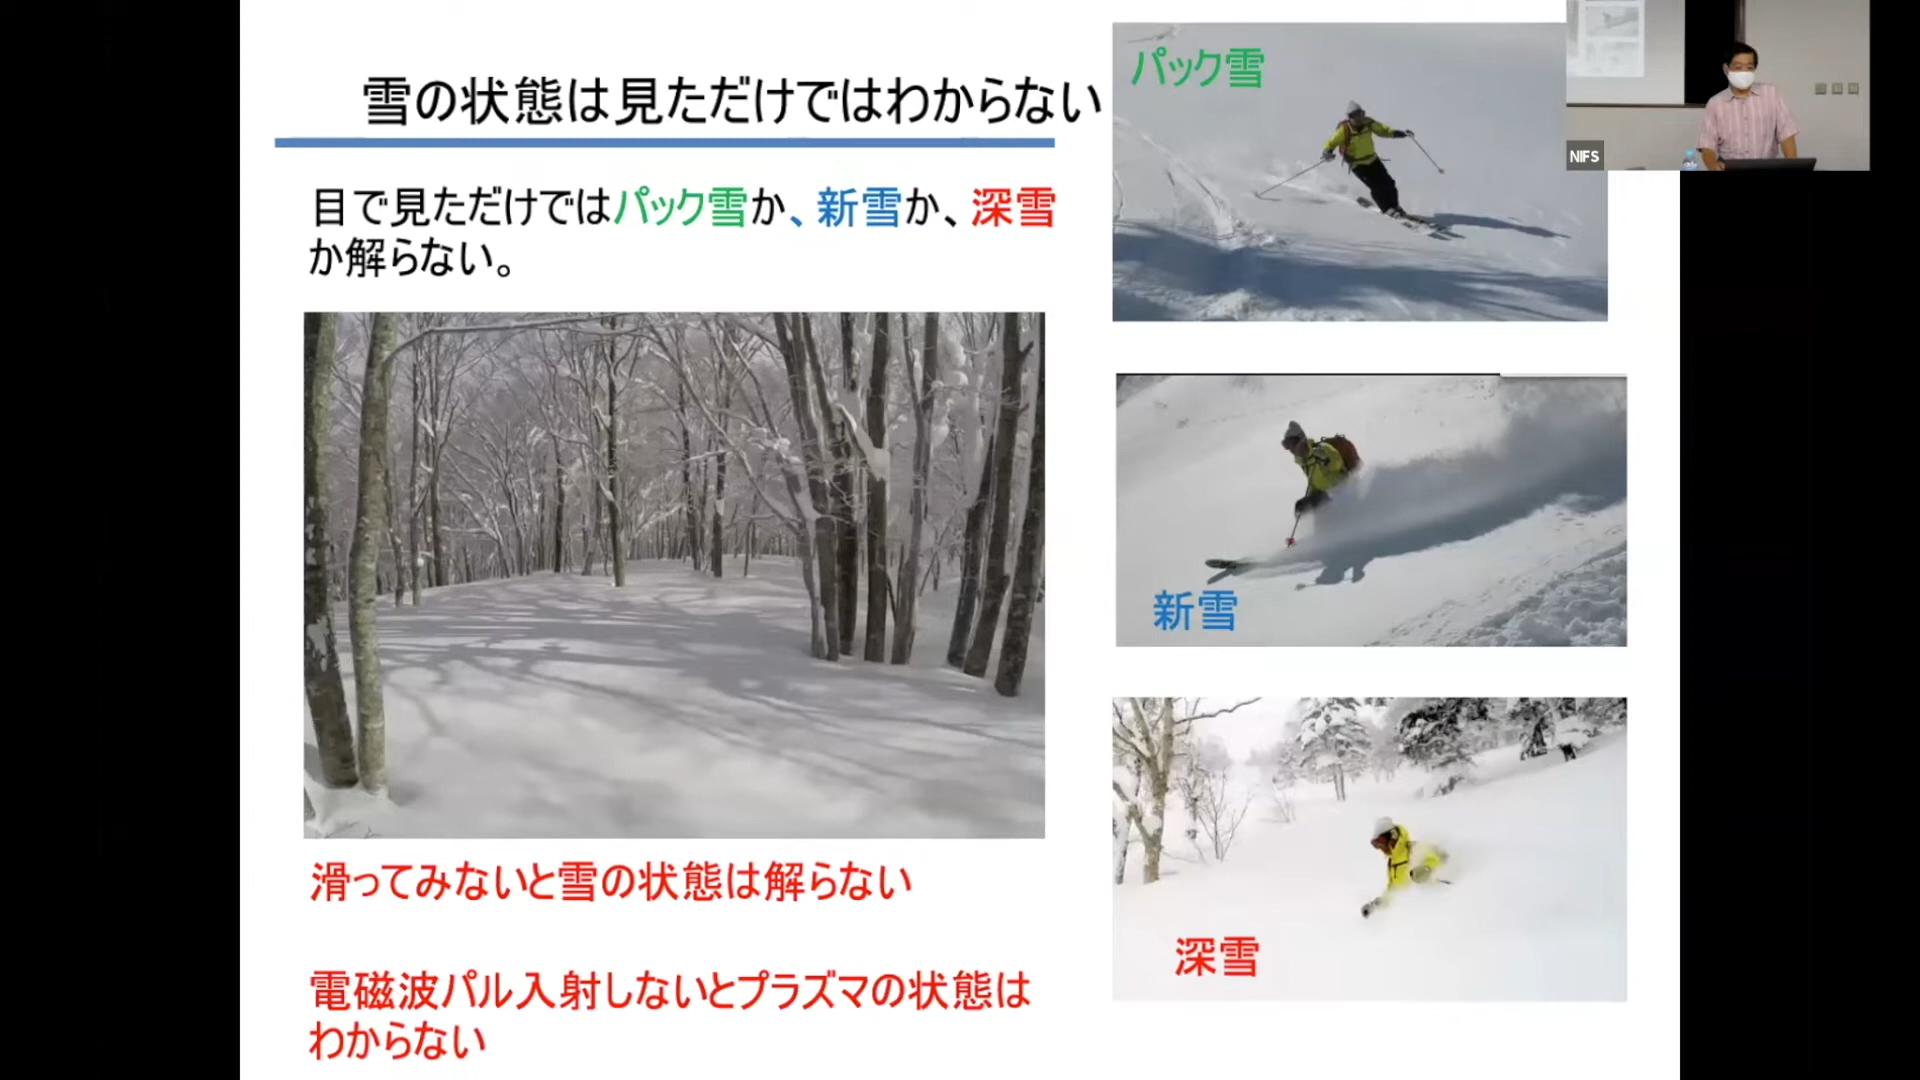 雪の状態は見ただけではわからない
目で見ただけではパック雪か、新雪か、深雪
か解らない。
滑ってみないと雪の状態は解らない
電磁波パル入射しないとプラズマの状態は
わからない
パック雪
新雪
深雪
NIFS